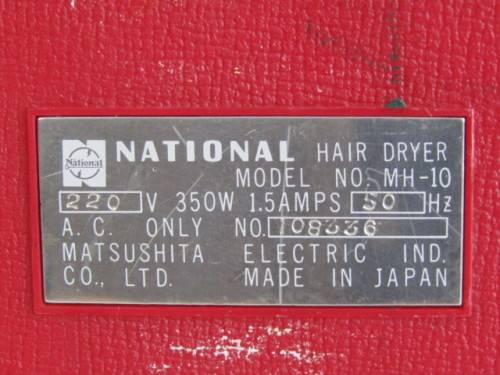 National NATIONAL HAIR DRYER
MODEL NO. MH-10
220 V 350W 1.5AMPS 50 Hz
A.C. ONLY NO. 108336
MATSUSHITA ELECTRIC IND.
CO., LTD. MADE IN JAPAN